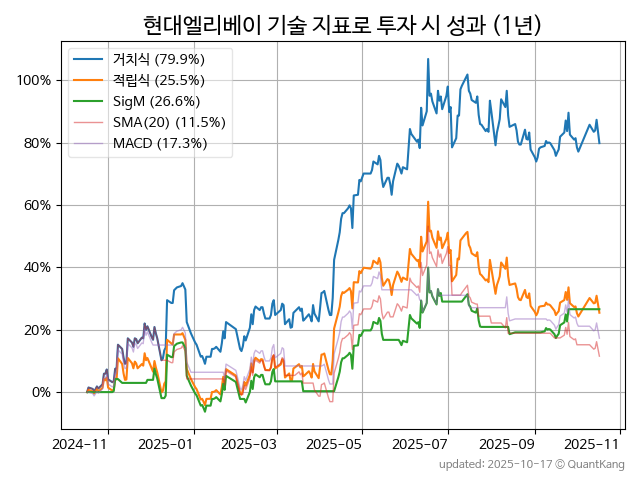 현대엘리베이 기술 지표로 투자 시 성과 (1년)
거치식 (79.9%)
적립식 (25.5%)
SigM (26.6%)
SMA(20) (11.5%)
MACD (17.3%)
100%
80%
60%
40%
20%
0%
2024-11
2025-01
2025-03
2025-05
2025-07
2025-09
2025-11
updated: 2025-10-17 © QuantKang